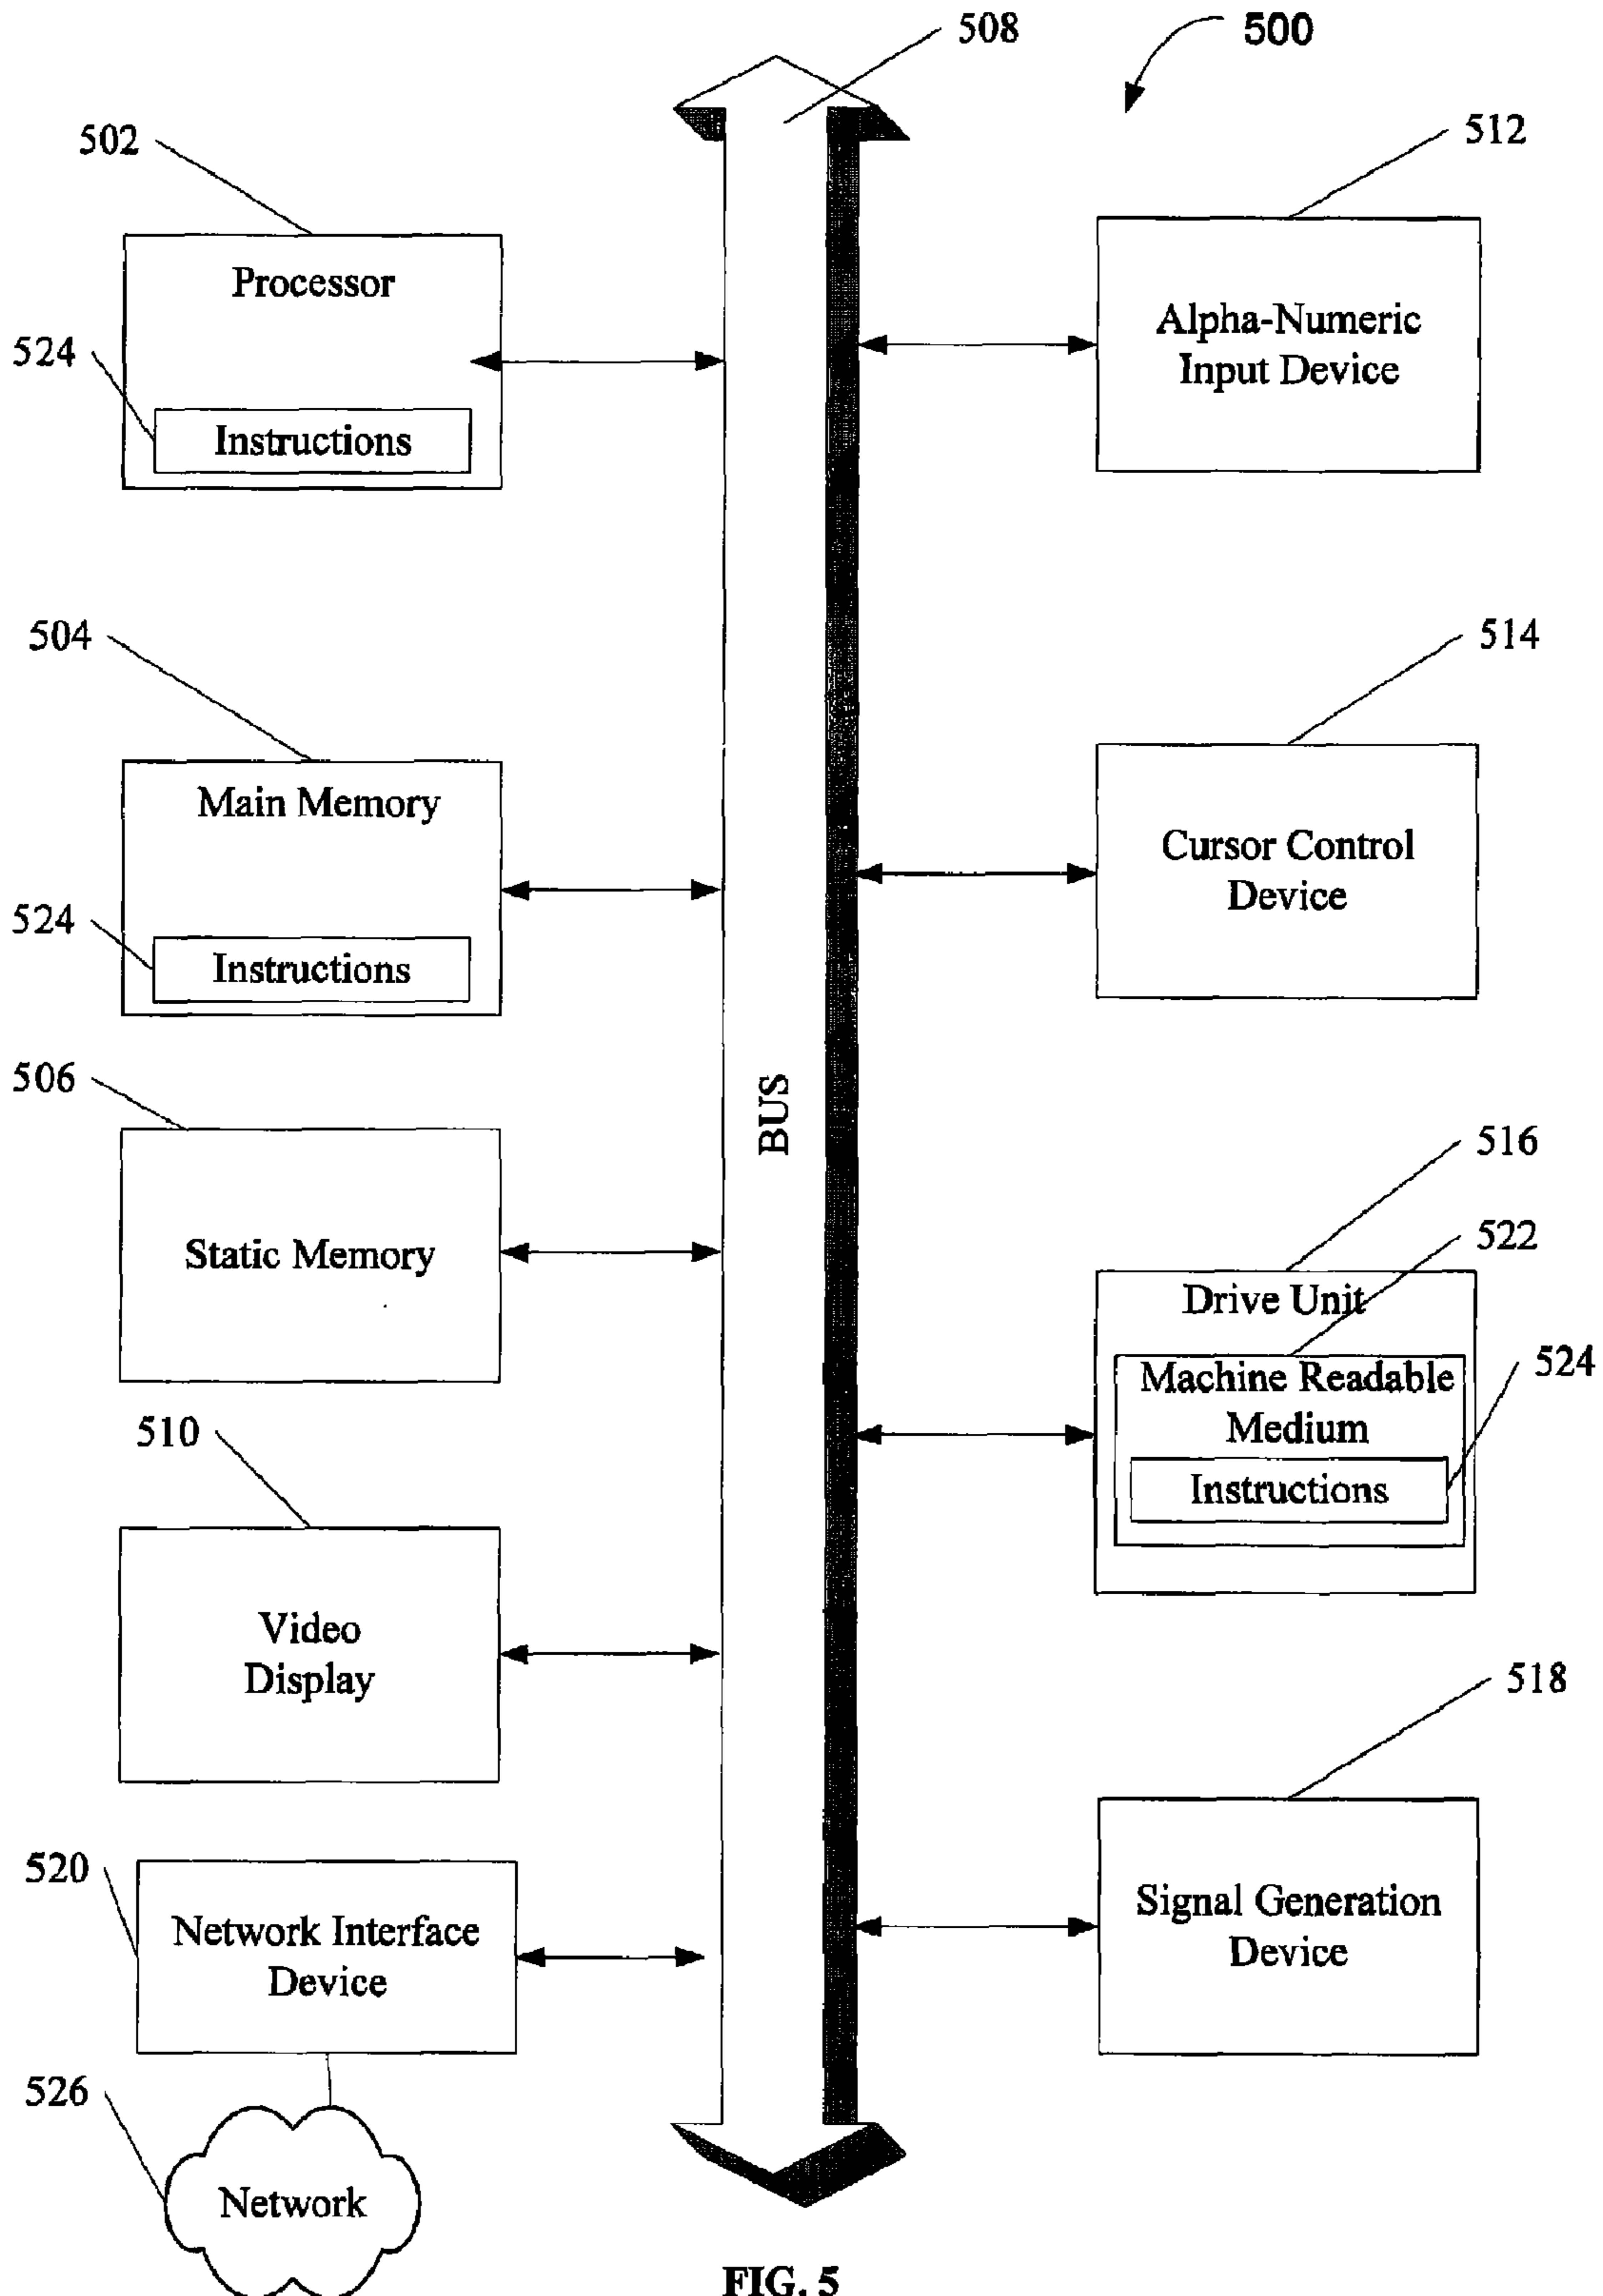 508
500
502
512
Processor
524
Instructions
Alpha-Numeric
Input Device
504
514
Main Memory
524
Instructions
Cursor Control
Device
506
BUS
Static Memory
516
522
Drive Unit
Machine Readable
Medium
524
Instructions
510
Video
Display
518
520
Network Interface
Device
Signal Generation
Device
526
Network
FIG. 5